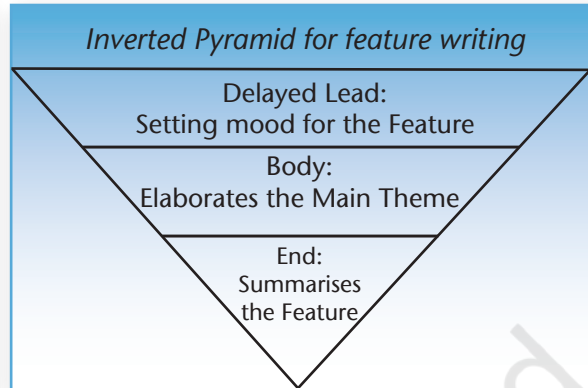 Inverted Pyramid for feature writing
Delayed Lead:
Setting mood for the Feature
Body:
Elaborates the Main Theme
End:
Summarises
the Feature